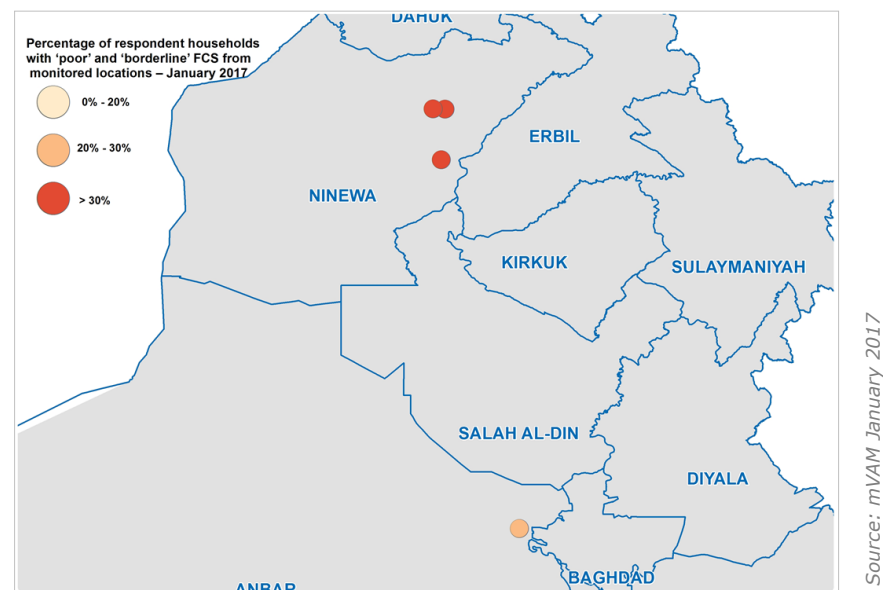 DAHUK
Percentage of respondent households
with ‘poor’ and ‘borderline’ FCS from
monitored locations – January 2017
0% - 20%
20% - 30%
> 30%
ERBIL
NINEWA
KIRKUK
SULAYMANIYAH
SALAH AL-DIN
DIYALA
BAGHDAD
ANBAR
Source: mVAM January 2017